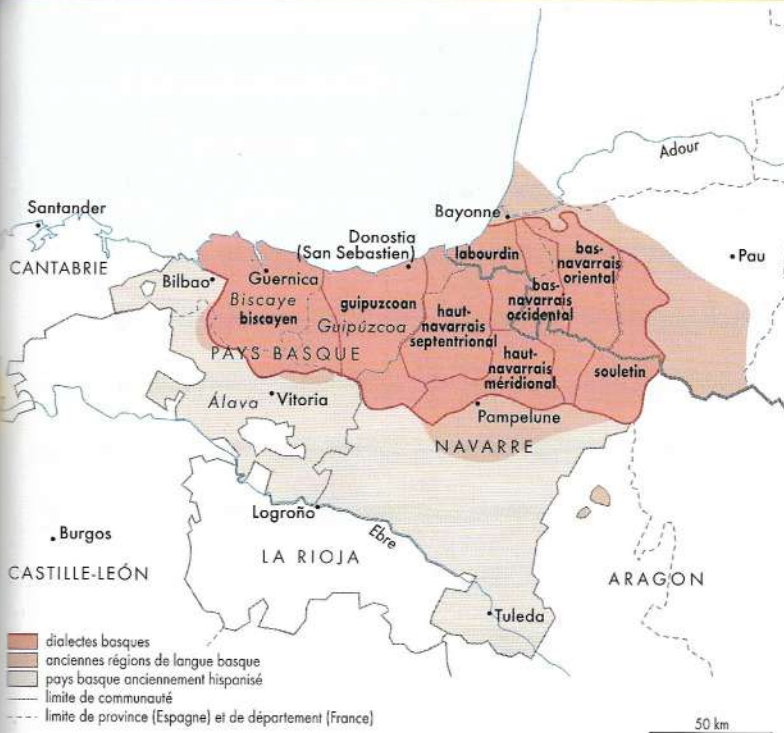 Adour
Santander
Bayonne
Donostia
(San Sebastien)
labourdin
bas-
navarrais
oriental
Pau
CANTABRIE
Bilbao
Güernica
Biscaye
biscayen
guipuzcoan
Guipúzcoa
haut-
navarrais
septentrional
bas-
navarrais
occidental
PAYS BASQUE
haut-
navarrais
méridional
souletin
Álava
Vitoria
Pampelune
NAVARRE
Logroño
Ebre
Burgos
LA RIOJA
CASTILLE-LEÓN
ARAGON
Tuleda
dialectes basques
anciennes régions de langue basque
pays basque anciennement hispanisé
limite de communauté
limite de province (Espagne) et de département (France)
50 km